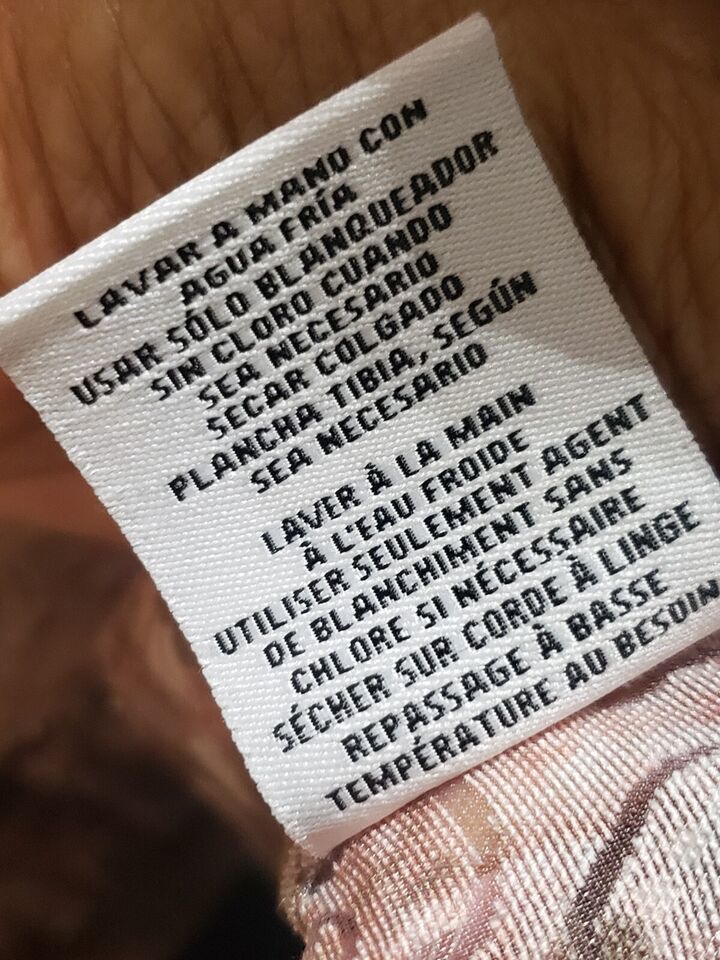 LAVAR A MANO CON
AGUA FRÍA
USAR SÓLO BLANQUEADOR
SIN CLORO CUANDO
SEA NECESARIO
SECAR COLGADO
PLANCHA TIBIA, SEGÚN
SEA NECESARIO
LAVER À LA MAIN
À L'EAU FROIDE
UTILISER SEULEMENT AGENT
DE BLANCHIMENT SANS
CHLORE SI NÉCESSAIRE
SÉCHER SUR CORDE À LINGE
REPASSAGE À BASSE
TEMPÉRATURE AU BESOIN